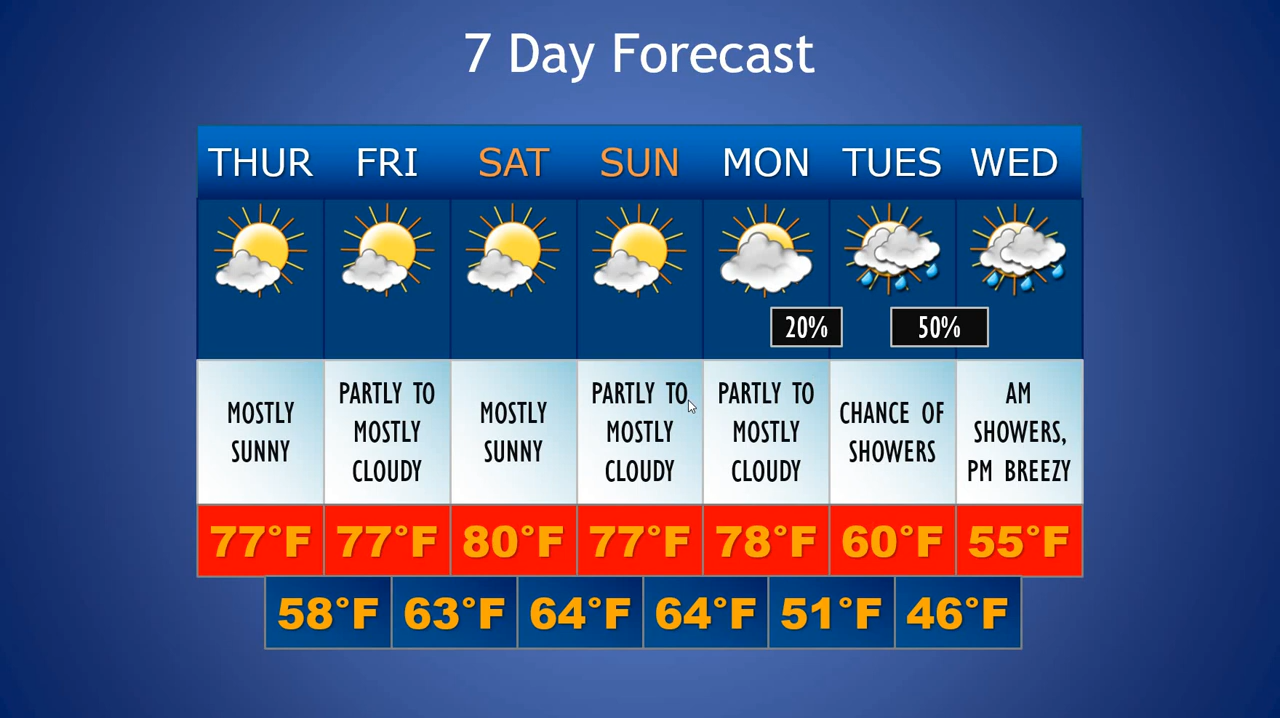 7 Day Forecast
THUR FRI SAT SUN MON TUES WED
20% 50%
MOSTLY
SUNNY
PARTLY TO
MOSTLY
CLOUDY
MOSTLY
SUNNY
PARTLY TO
MOSTLY
CLOUDY
PARTLY TO
MOSTLY
CLOUDY
CHANCE OF
SHOWERS
AM
SHOWERS,
PM BREEZY
77°F 77°F 80°F 77°F 78°F 60°F 55°F
58°F 63°F 64°F 64°F 51°F 46°F